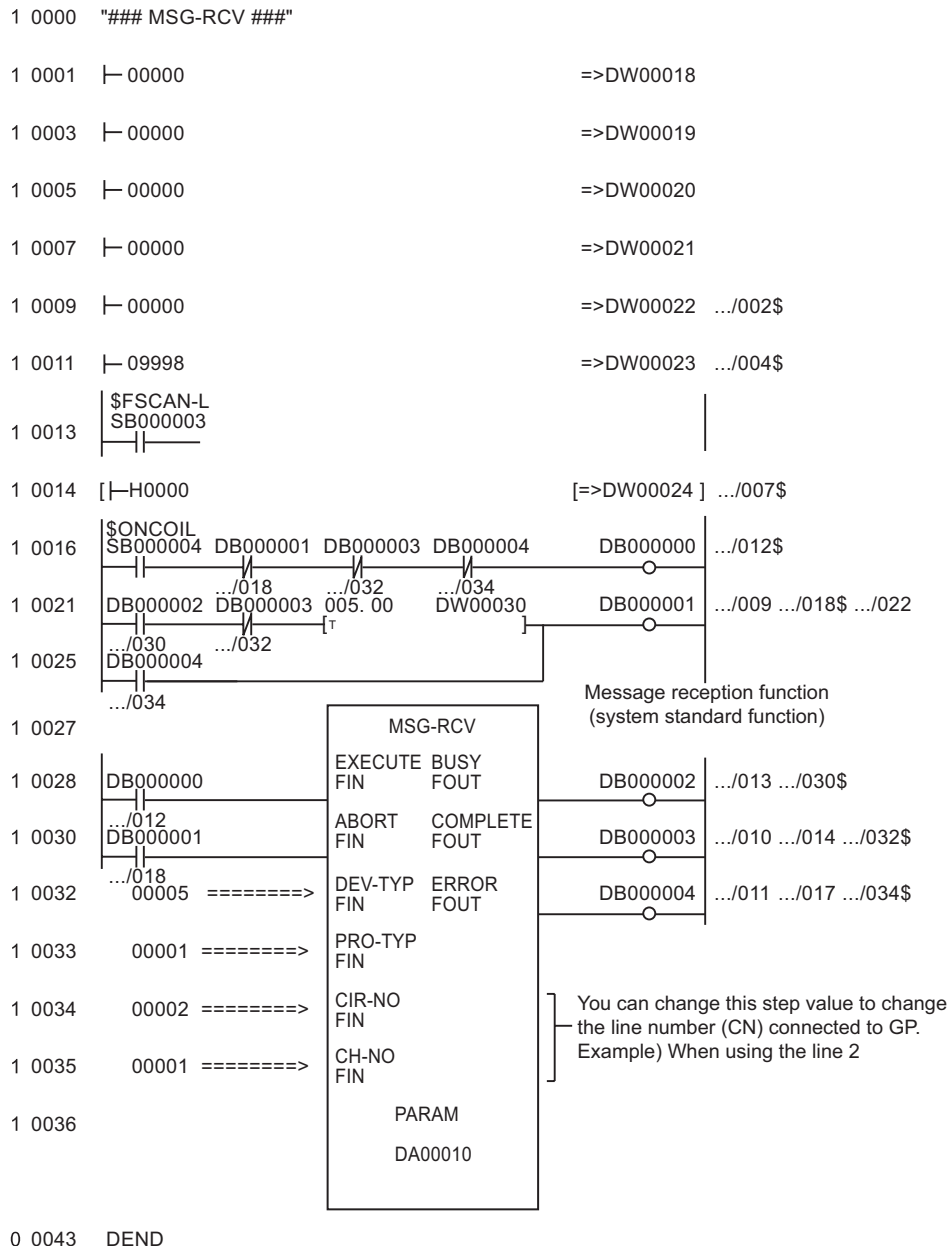 1 0000 "### MSG-RCV ###"
1 0001 ├─ 00000 =>DW00018
1 0003 ├─ 00000 =>DW00019
1 0005 ├─ 00000 =>DW00020
1 0007 ├─ 00000 =>DW00021
1 0009 ├─ 00000 =>DW00022 .../002$
1 0011 ├─ 09998 =>DW00023 .../004$
$FSCAN-L
SB000003
1 0013
1 0014 [├─H0000 [=>DW00024 ] .../007$
$ONCOIL
1 0016 SB000004 DB000001 DB000003 DB000004 DB000000 .../012$
.../018 .../032 .../034
1 0021 DB000002 DB000003 005. 00 DW00030 DB000001 .../009 .../018$ .../022
[T ]
.../030 .../032
1 0025 DB000004
.../034
Message reception function
(system standard function)
1 0027 MSG-RCV
EXECUTE BUSY
1 0028 DB000000 FIN FOUT DB000002 .../013 .../030$
.../012
ABORT COMPLETE
1 0030 DB000001 FIN FOUT DB000003 .../010 .../014 .../032$
.../018
DEV-TYP ERROR
1 0032 00005 ========> FIN FOUT DB000004 .../011 .../017 .../034$
PRO-TYP
1 0033 00001 ========> FIN
CIR-NO
1 0034 00002 ========> FIN
You can change this step value to change
the line number (CN) connected to GP.
Example) When using the line 2
CH-NO
1 0035 00001 ========> FIN
PARAM
1 0036
DA00010
0 0043 DEND